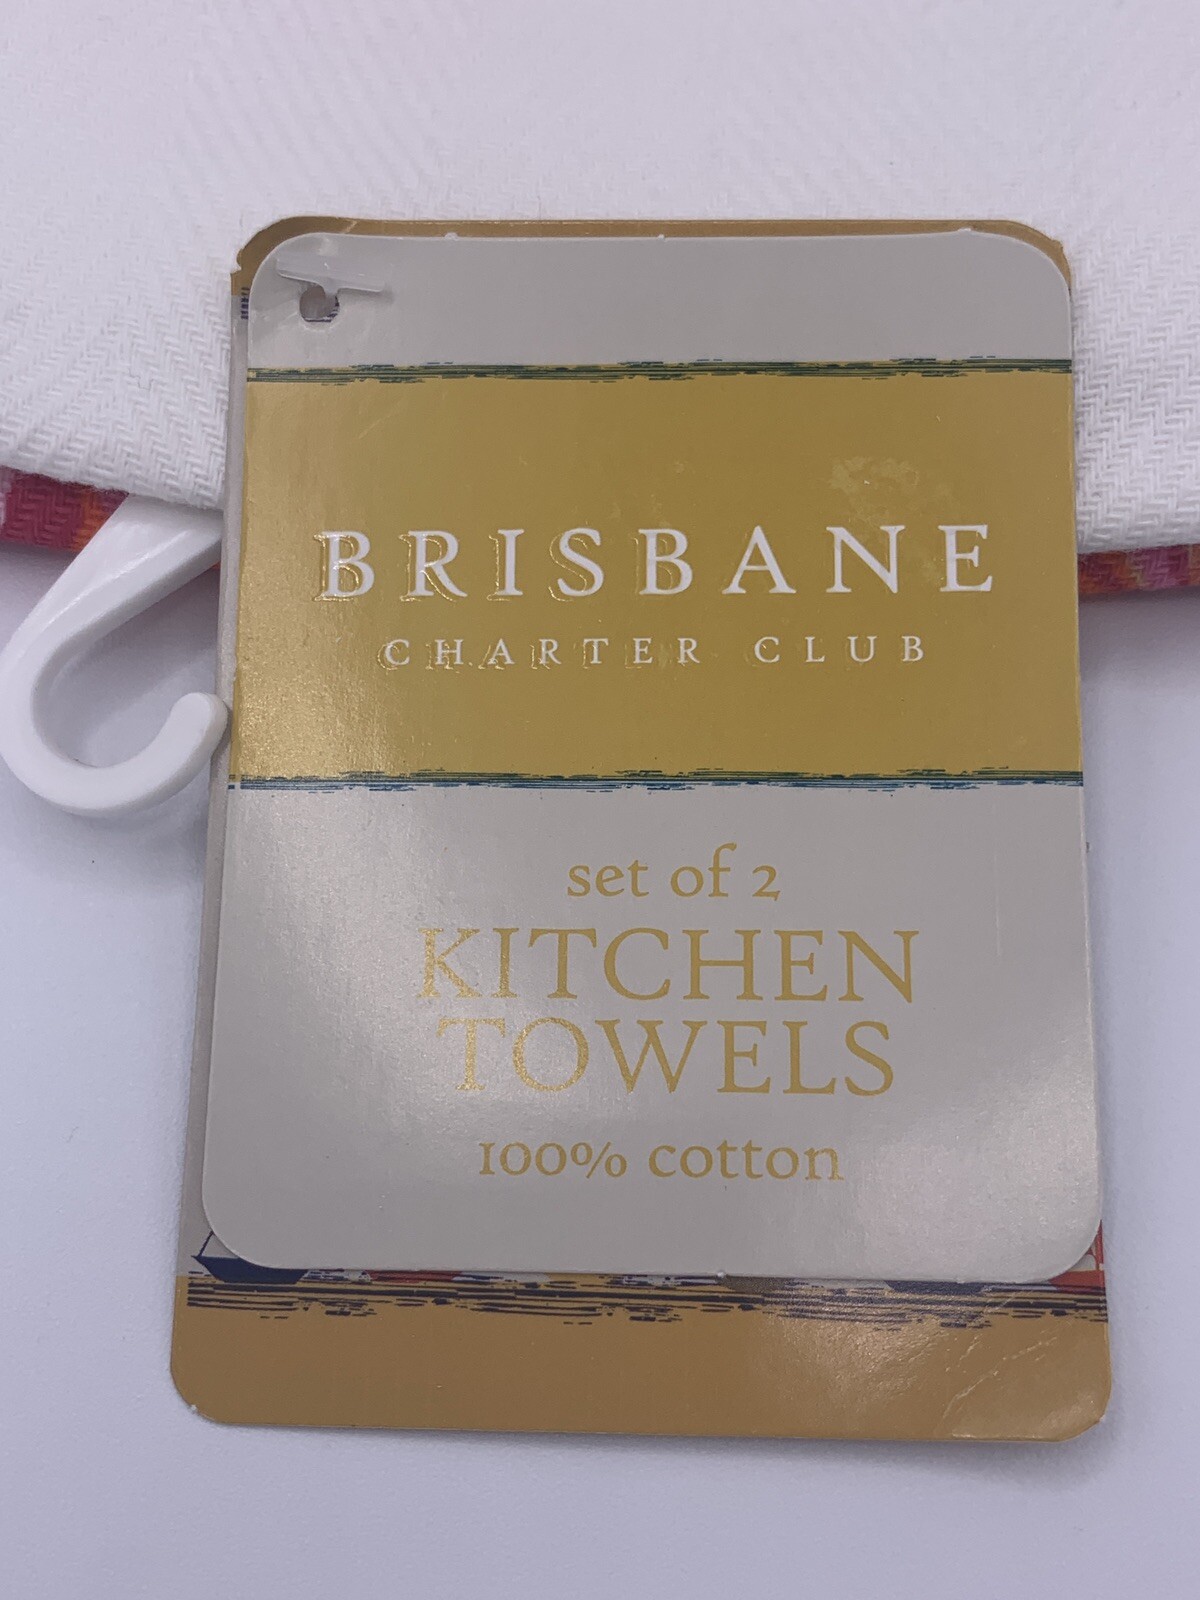 BRISBANE
CHARTER CLUB
set of 2
KITCHEN
TOWELS
100% cotton